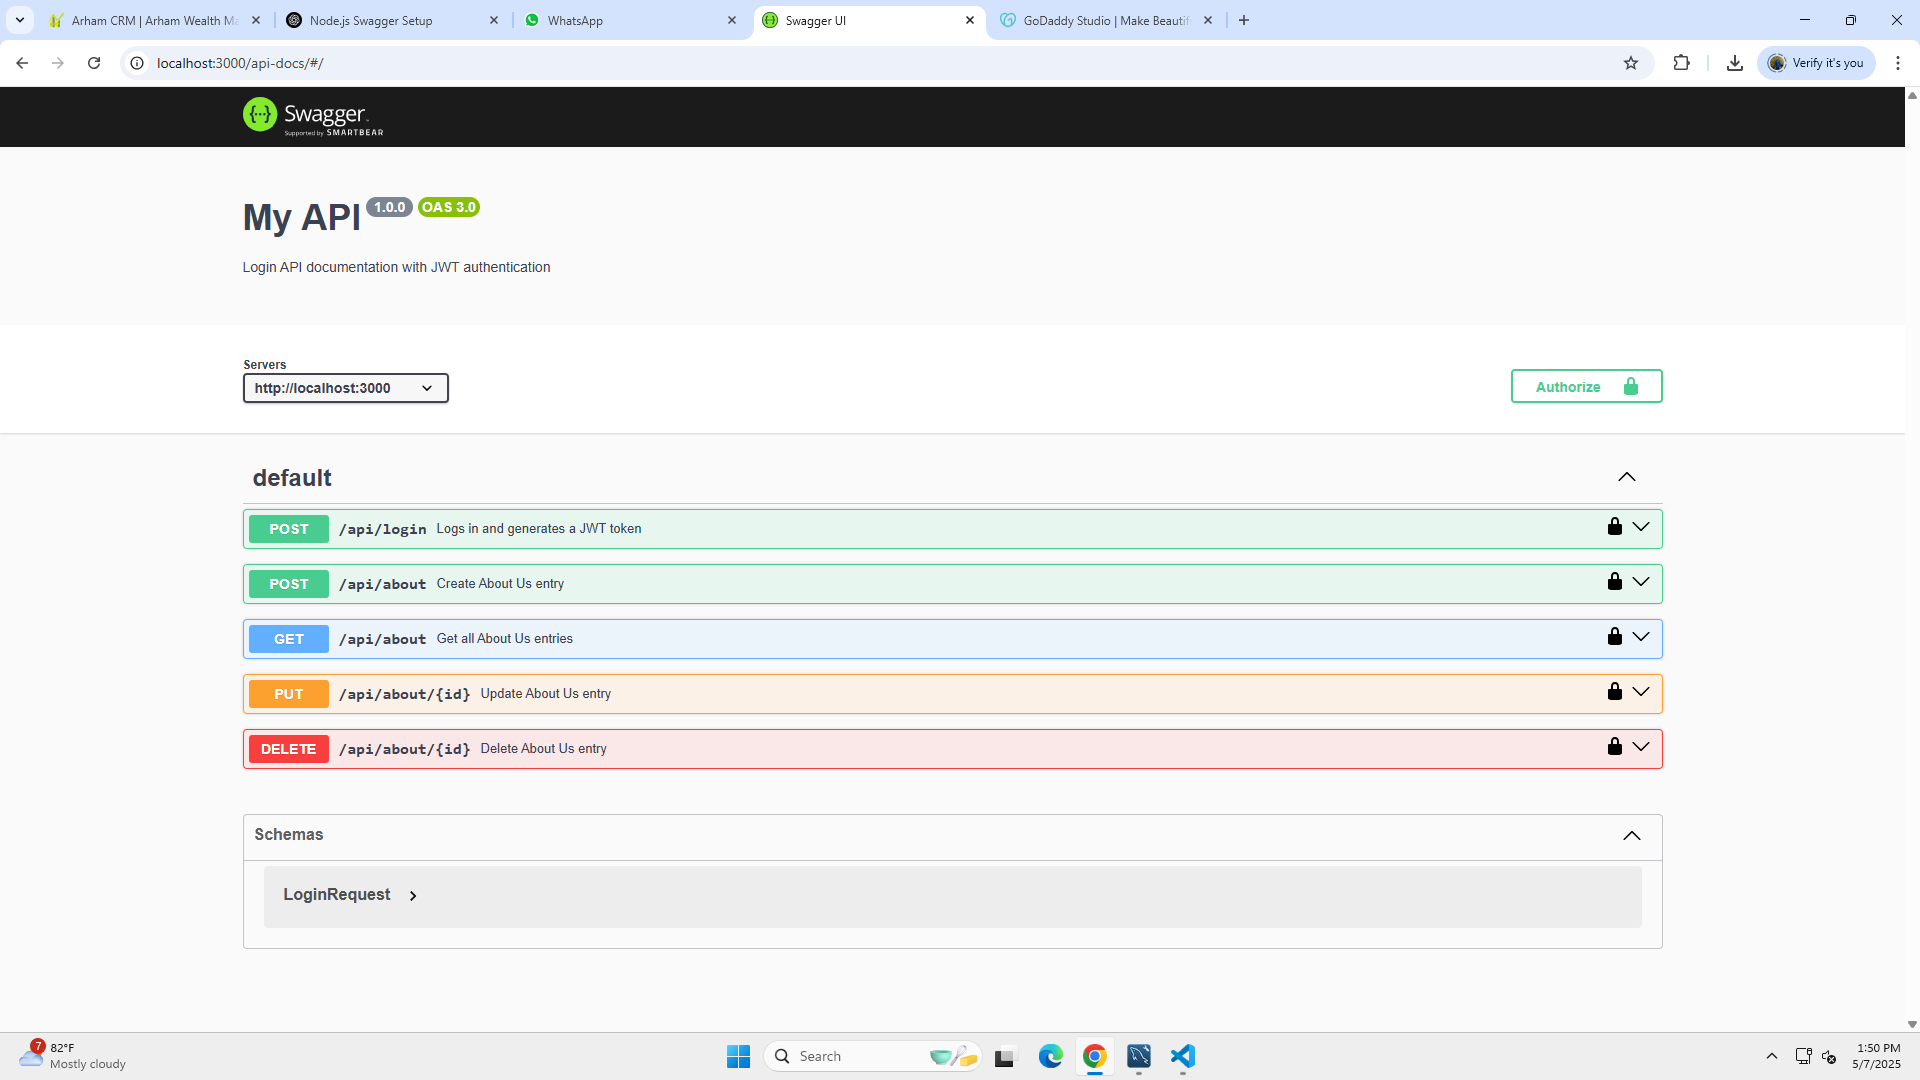 Arham CRM | Arham Wealth Ma
Node.js Swagger Setup
WhatsApp
Swagger UI
GoDaddy Studio | Make Beautif
localhost:3000/api-docs/#/
Verify it's you
{···} Swagger
Supported by SMARTBEAR
My API 1.0.0 OAS 3.0
Login API documentation with JWT authentication
Servers
http://localhost:3000
Authorize
default
POST /api/login Logs in and generates a JWT token
POST /api/about Create About Us entry
GET /api/about Get all About Us entries
PUT /api/about/{id} Update About Us entry
DELETE /api/about/{id} Delete About Us entry
Schemas
LoginRequest
7
82°F
Mostly cloudy
Search
1:50 PM
5/7/2025